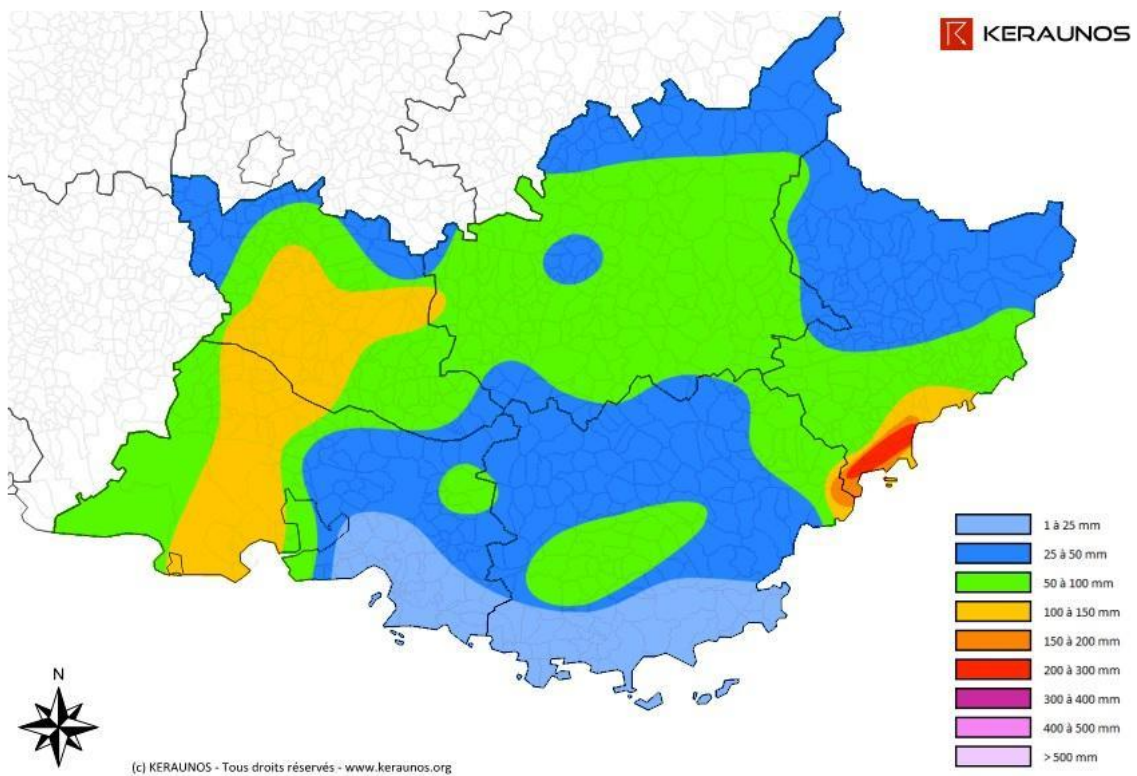 KERAUNOS
1 à 25 mm
25 à 50 mm
50 à 100 mm
100 à 150 mm
150 à 200 mm
200 à 300 mm
300 à 400 mm
400 à 500 mm
> 500 mm
N
(c) KERAUNOS - Tous droits réservés - www.keraunos.org